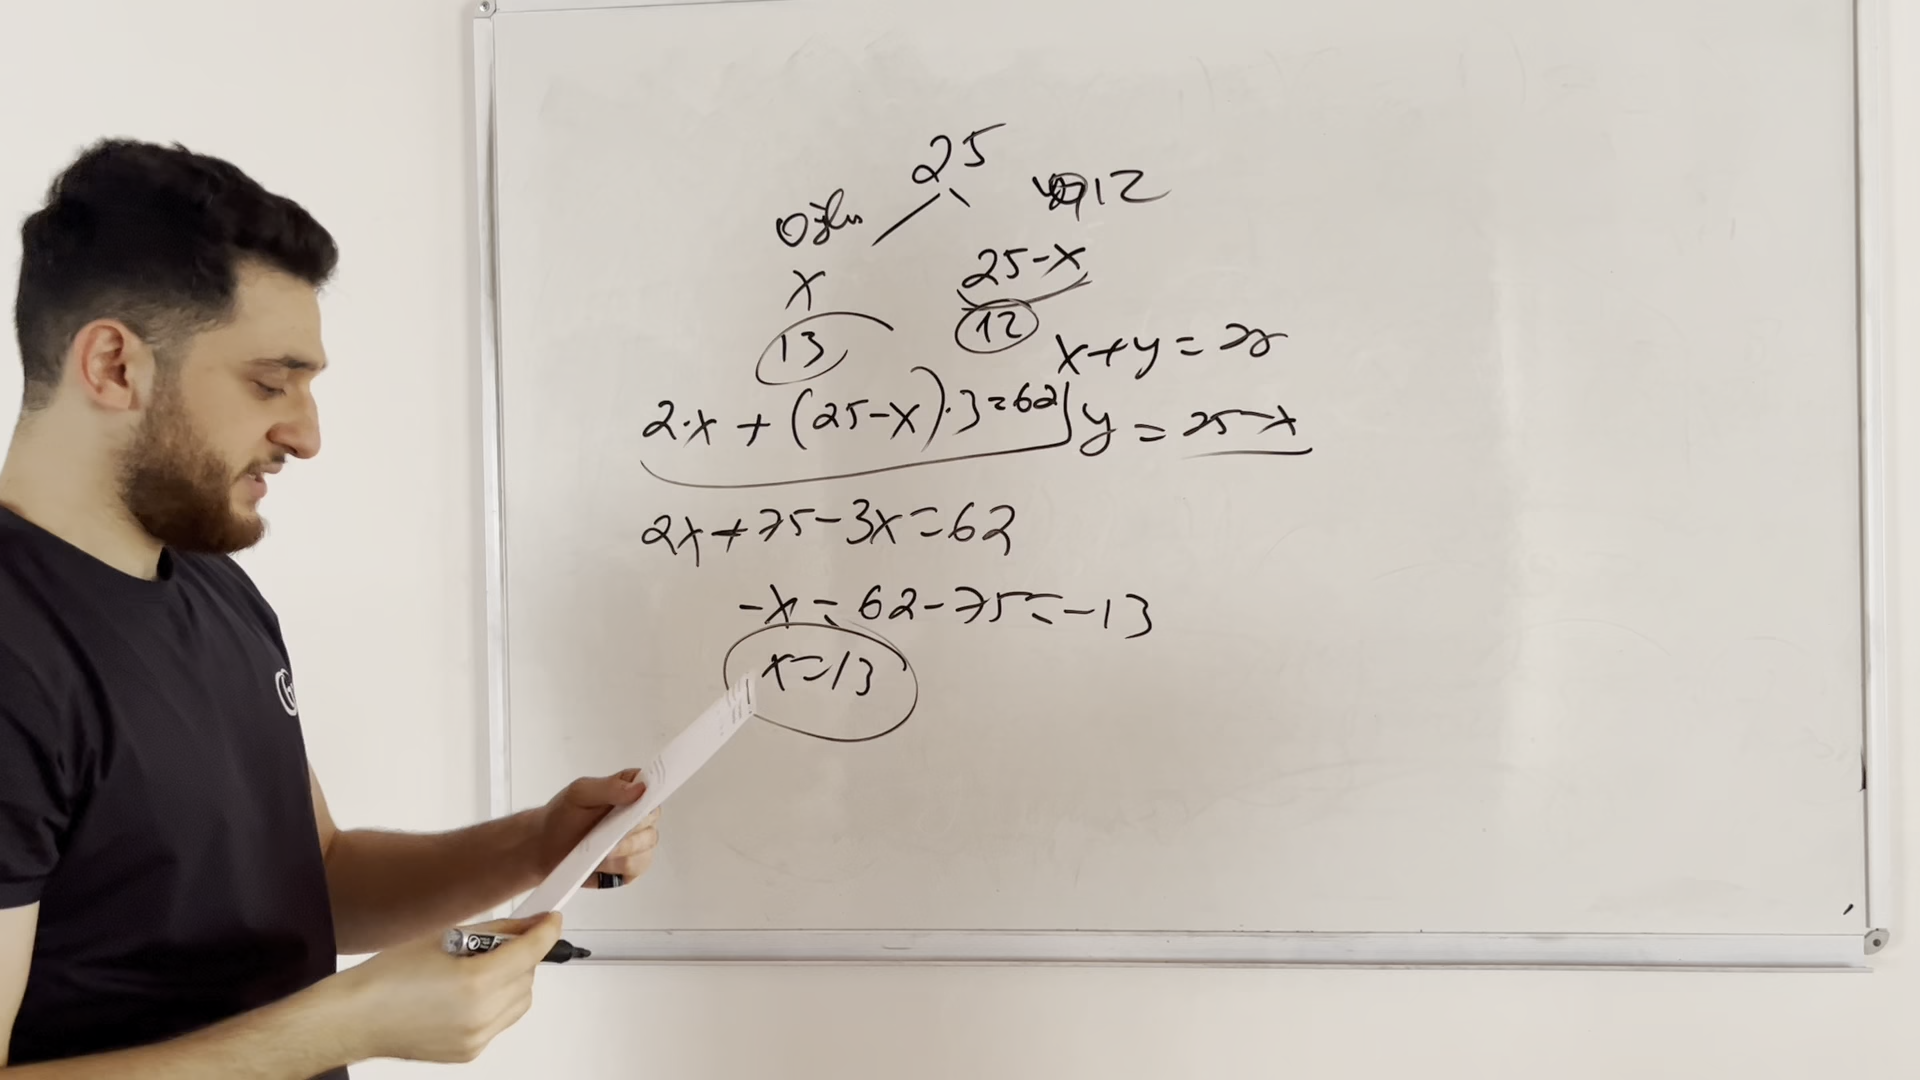 25
Oğlu
12
x
25-x
13
12
x+y=25
2·x+(25-x)·3=62
y=25-x
2x+75-3x=62
-x=62-75=-13
x=13